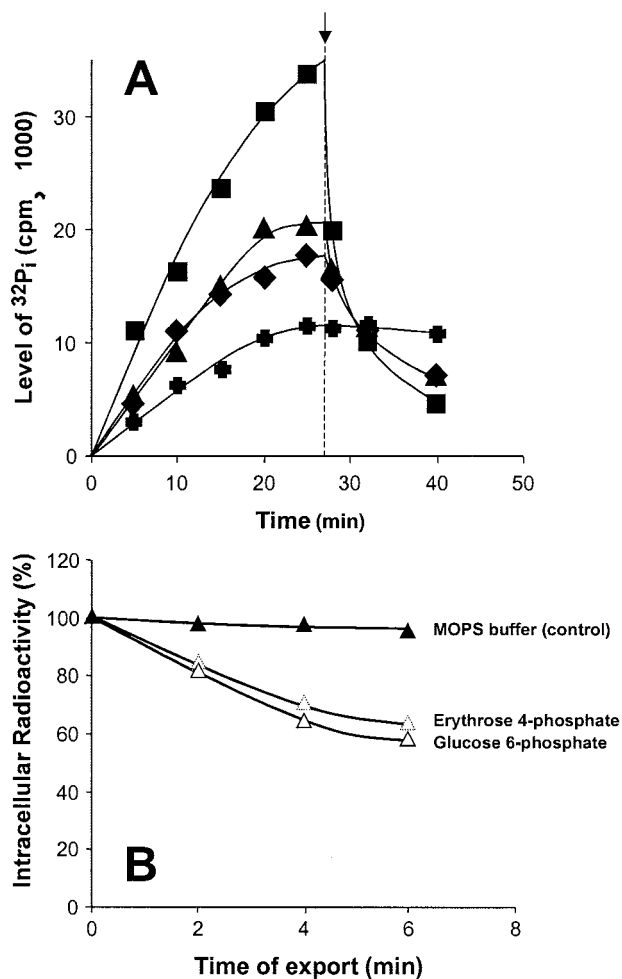 A
Level of ³²Pᵢ (cpm, 1000)
30
20
10
0
0 10 20 30 40 50
Time (min)
B
Intracellular Radioactivity (%)
120
100
80
60
40
20
0
MOPS buffer (control)
Erythrose 4-phosphate
Glucose 6-phosphate
0 2 4 6 8
Time of export (min)